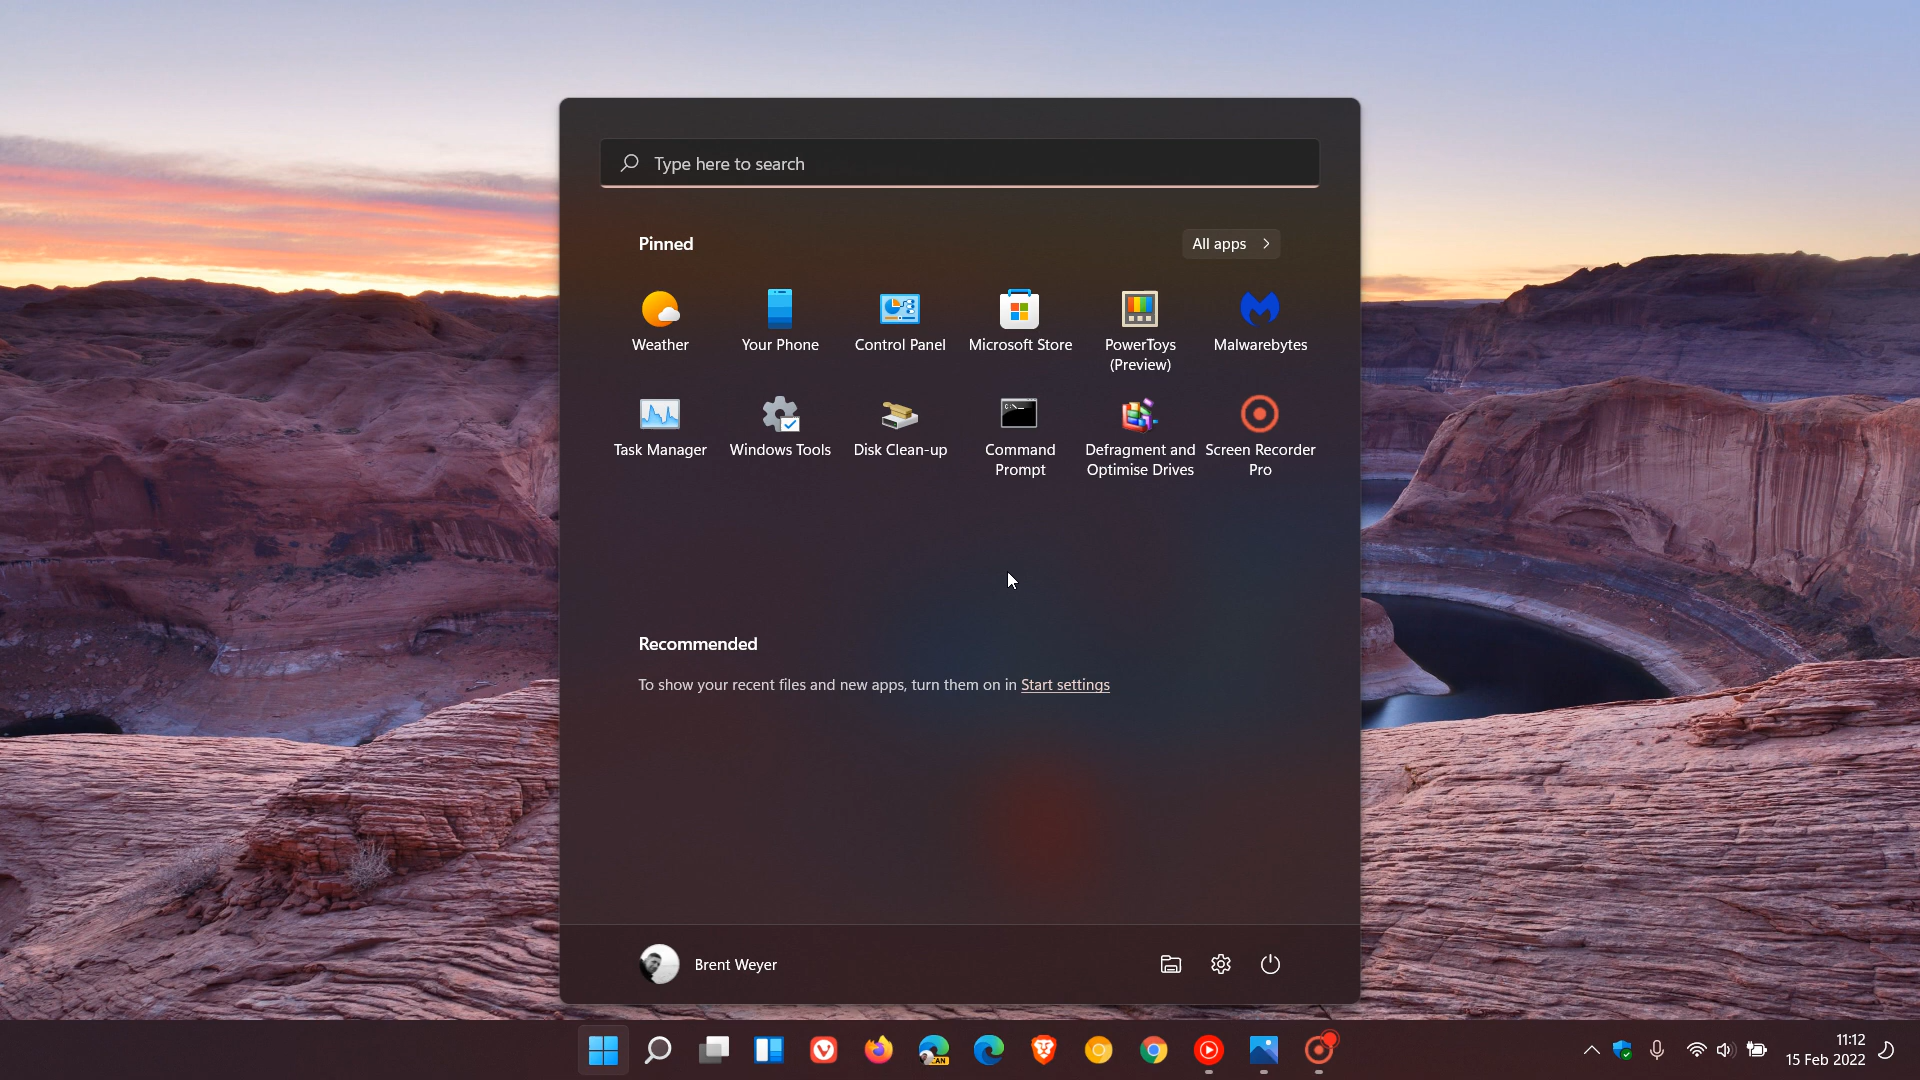 Type here to search
Pinned
All apps
Weather
Your Phone
Control Panel
Microsoft Store
PowerToys
(Preview)
Malwarebytes
Task Manager
Windows Tools
Disk Clean-up
Command
Prompt
Defragment and
Optimise Drives
Screen Recorder
Pro
Recommended
To show your recent files and new apps, turn them on in Start settings
Brent Weyer
CAN
11:12
15 Feb 2022